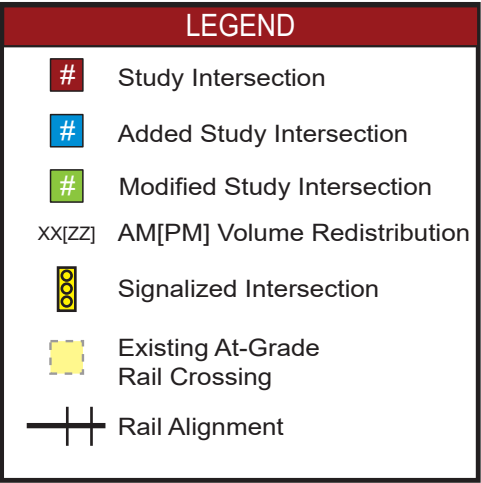 LEGEND
# Study Intersection
# Added Study Intersection
# Modified Study Intersection
XX[ZZ] AM[PM] Volume Redistribution
Signalized Intersection
Existing At-Grade
Rail Crossing
Rail Alignment